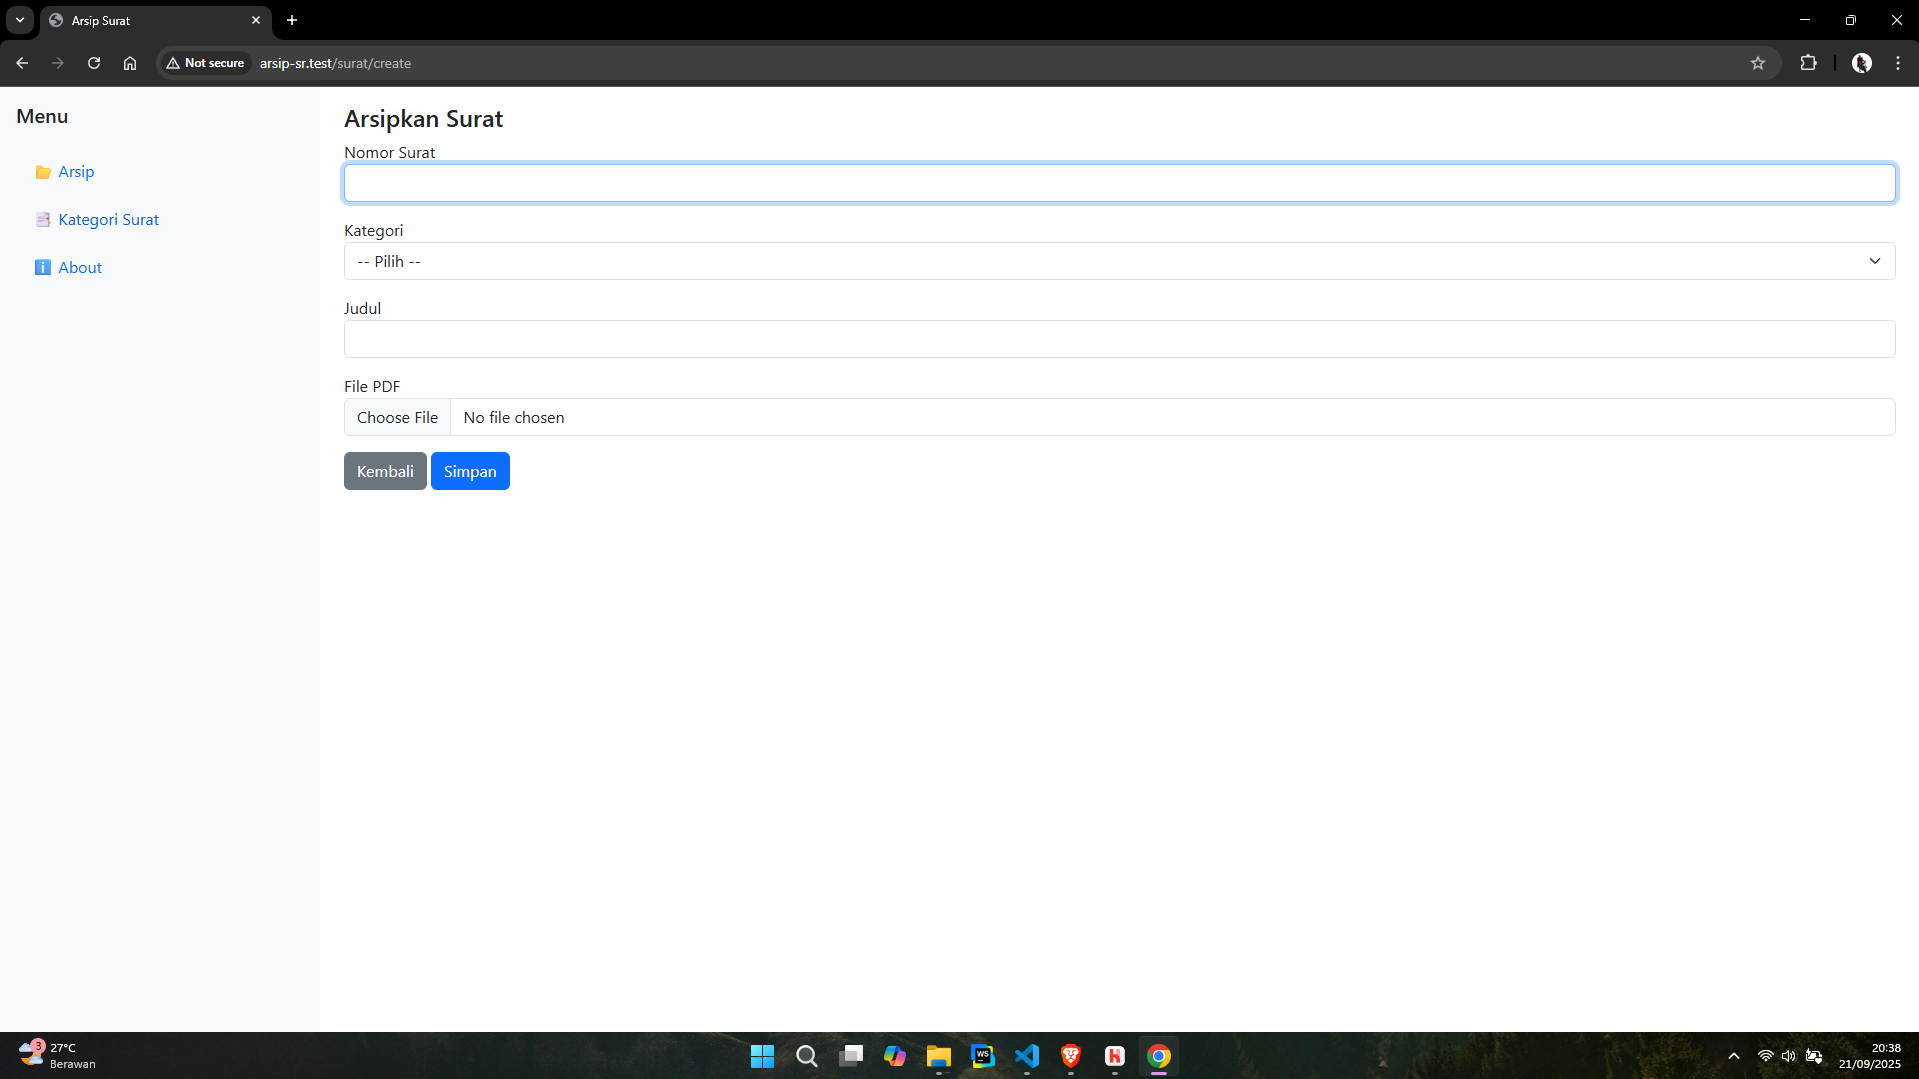 Arsip Surat
Not secure
arsip-sr.test/surat/create
Menu
Arsip
Kategori Surat
About
Arsipkan Surat
Nomor Surat
Kategori
-- Pilih --
Judul
File PDF
Choose File No file chosen
Kembali Simpan
3
27°C
Berawan
WS
20:38
21/09/2025